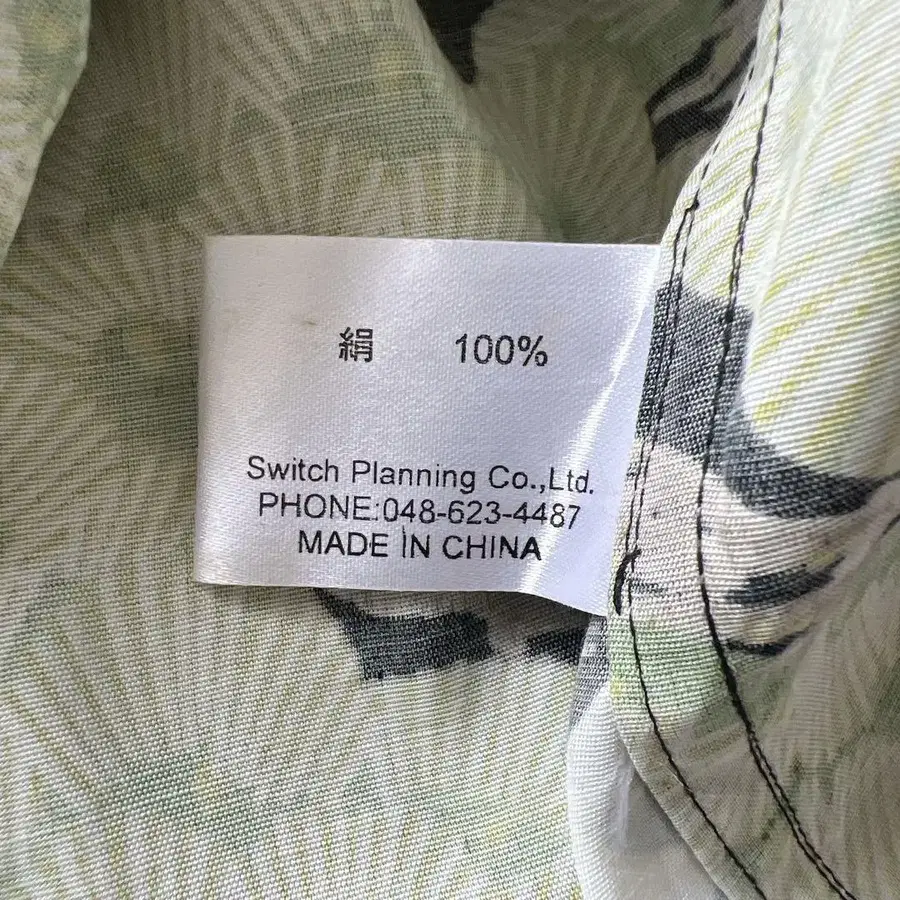 絹 100%
Switch Planning Co.,Ltd.
PHONE:048-623-4487
MADE IN CHINA